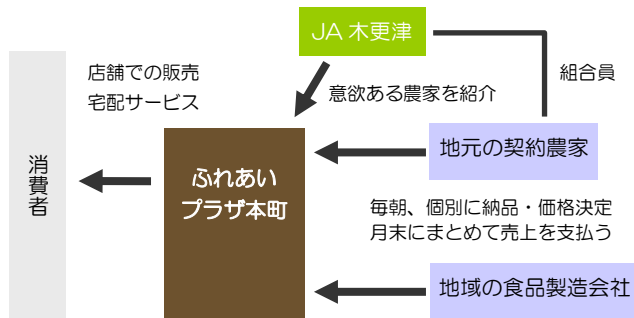 JA 木更津
店舗での販売
宅配サービス
意欲ある農家を紹介
組合員
消費者
ふれあい
プラザ本町
地元の契約農家
毎朝、個別に納品・価格決定
月末にまとめて売上を支払う
地域の食品製造会社